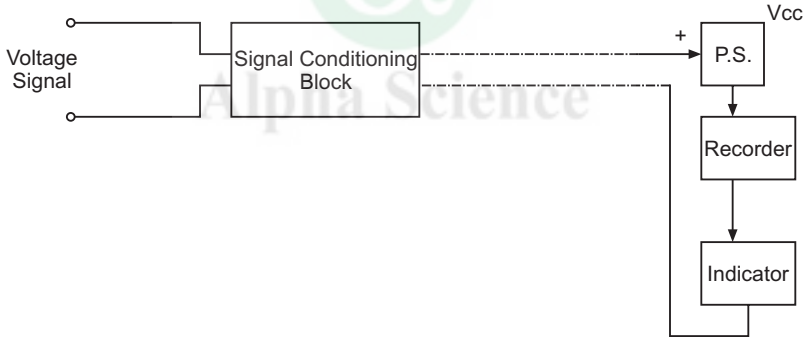 Vcc
+
P.S.
Voltage
Signal
Signal Conditioning
Block
Alpha Science
Recorder
Indicator